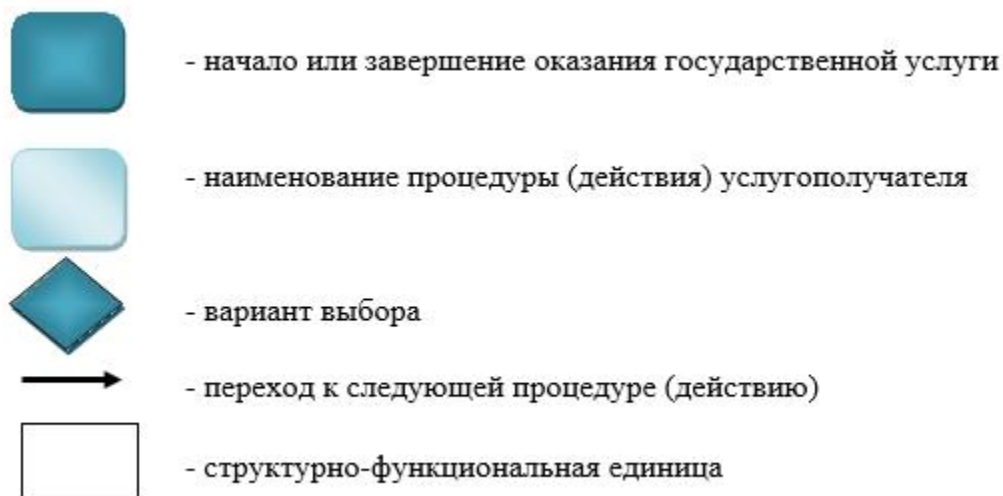 - начало или завершение оказания государственной услуги
- наименование процедуры (действия) услугополучателя
- вариант выбора
- переход к следующей процедуре (действию)
- структурно-функциональная единица